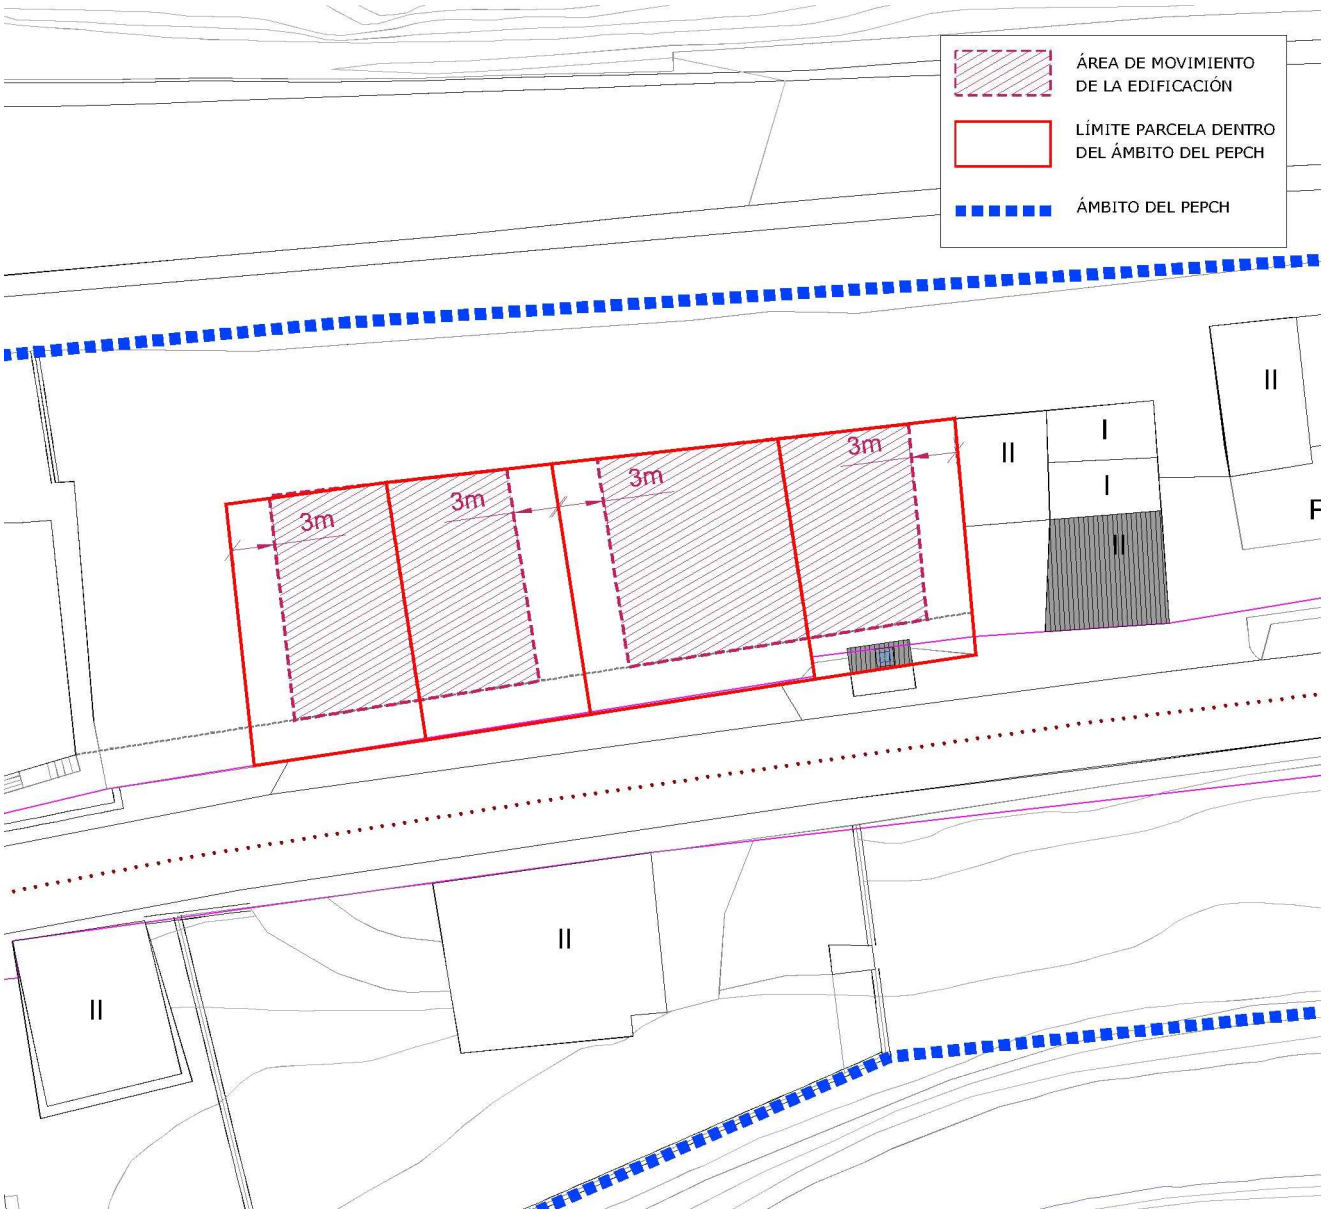 ÁREA DE MOVIMIENTO
DE LA EDIFICACIÓN
LÍMITE PARCELA DENTRO
DEL ÁMBITO DEL PEPCH
ÁMBITO DEL PEPCH
II
I
II
3m
3m
3m
3m
I
II
II
II